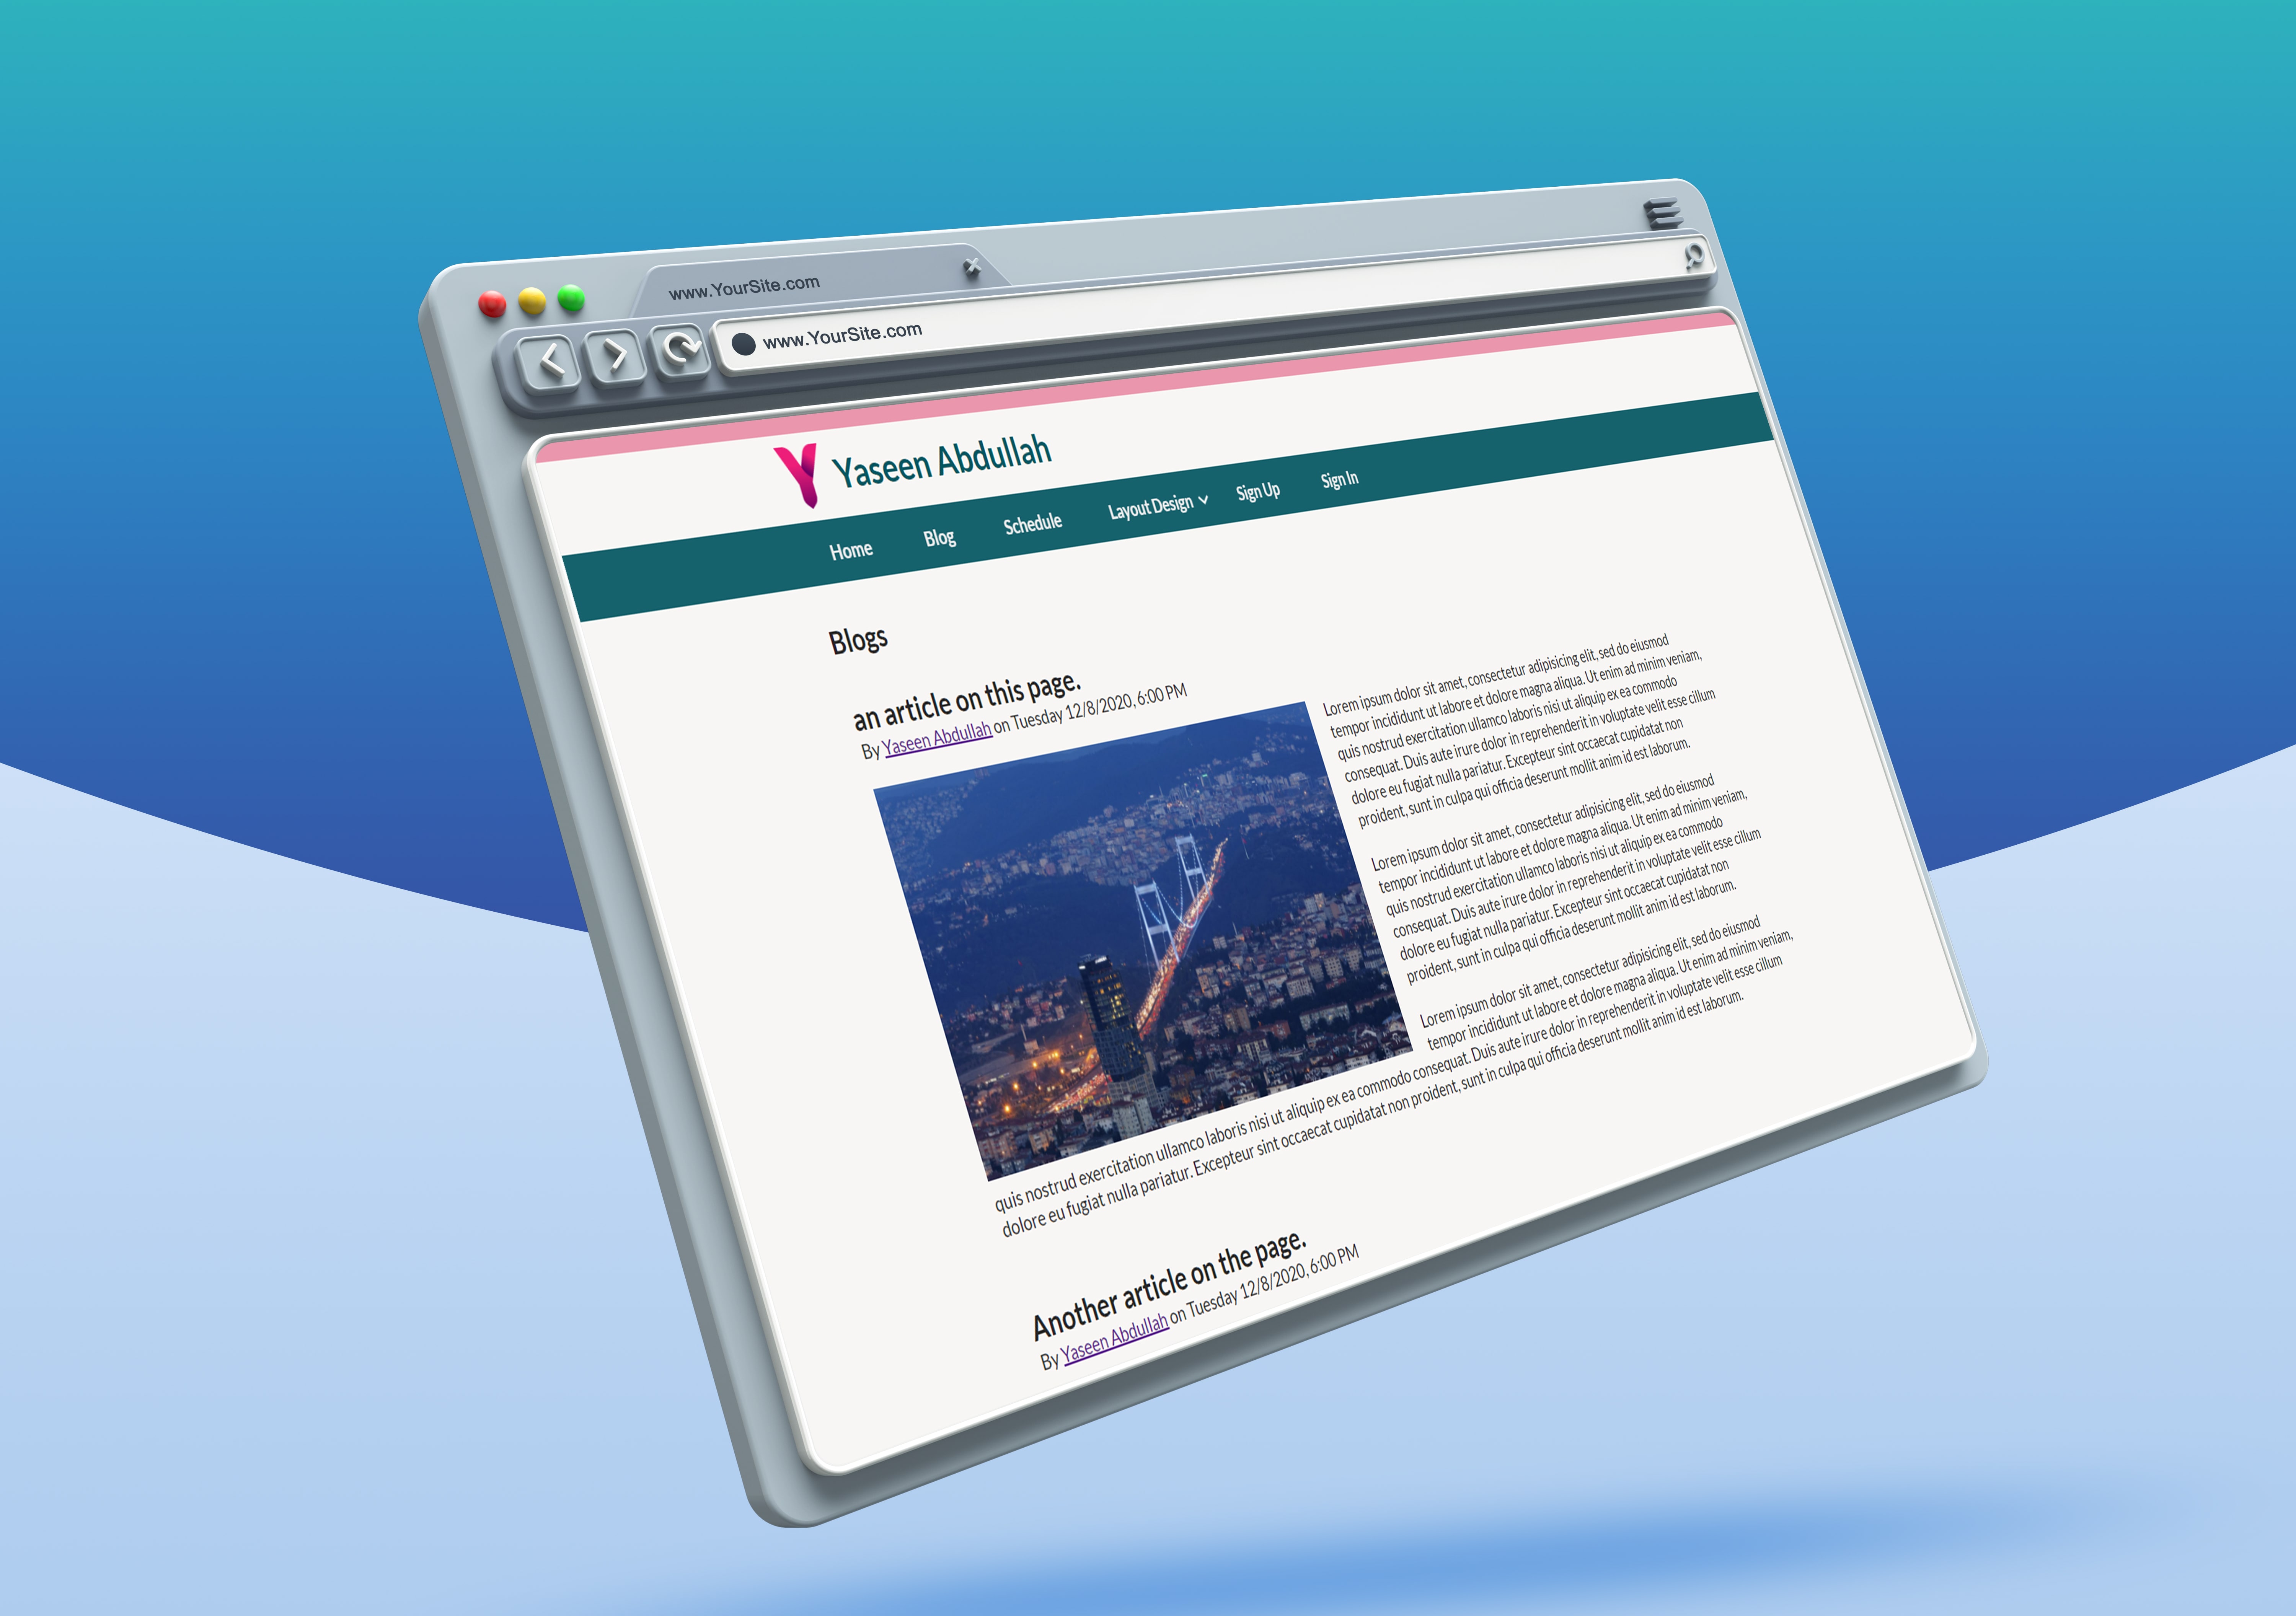 www.YourSite.com
www.YourSite.com
Y Yaseen Abdullah
Home Blog Schedule Layout Design Sign Up Sign In
Blogs
an article on this page.
By Yaseen Abdullah on Tuesday 12/8/2020, 6:00 PM
Lorem ipsum dolor sit amet, consectetur adipisicing elit, sed do eiusmod
tempor incididunt ut labore et dolore magna aliqua. Ut enim ad minim veniam,
quis nostrud exercitation ullamco laboris nisi ut aliquip ex ea commodo
consequat. Duis aute irure dolor in reprehenderit in voluptate velit esse cillum
dolore eu fugiat nulla pariatur. Excepteur sint occaecat cupidatat non
proident, sunt in culpa qui officia deserunt mollit anim id est laborum.
Lorem ipsum dolor sit amet, consectetur adipisicing elit, sed do eiusmod
tempor incididunt ut labore et dolore magna aliqua. Ut enim ad minim veniam,
quis nostrud exercitation ullamco laboris nisi ut aliquip ex ea commodo
consequat. Duis aute irure dolor in reprehenderit in voluptate velit esse cillum
dolore eu fugiat nulla pariatur. Excepteur sint occaecat cupidatat non
proident, sunt in culpa qui officia deserunt mollit anim id est laborum.
Lorem ipsum dolor sit amet, consectetur adipisicing elit, sed do eiusmod
tempor incididunt ut labore et dolore magna aliqua. Ut enim ad minim veniam,
quis nostrud exercitation ullamco laboris nisi ut aliquip ex ea commodo consequat. Duis aute irure dolor in reprehenderit in voluptate velit esse cillum
dolore eu fugiat nulla pariatur. Excepteur sint occaecat cupidatat non proident, sunt in culpa qui officia deserunt mollit anim id est laborum.
Another article on the page.
By Yaseen Abdullah on Tuesday 12/8/2020, 6:00 PM